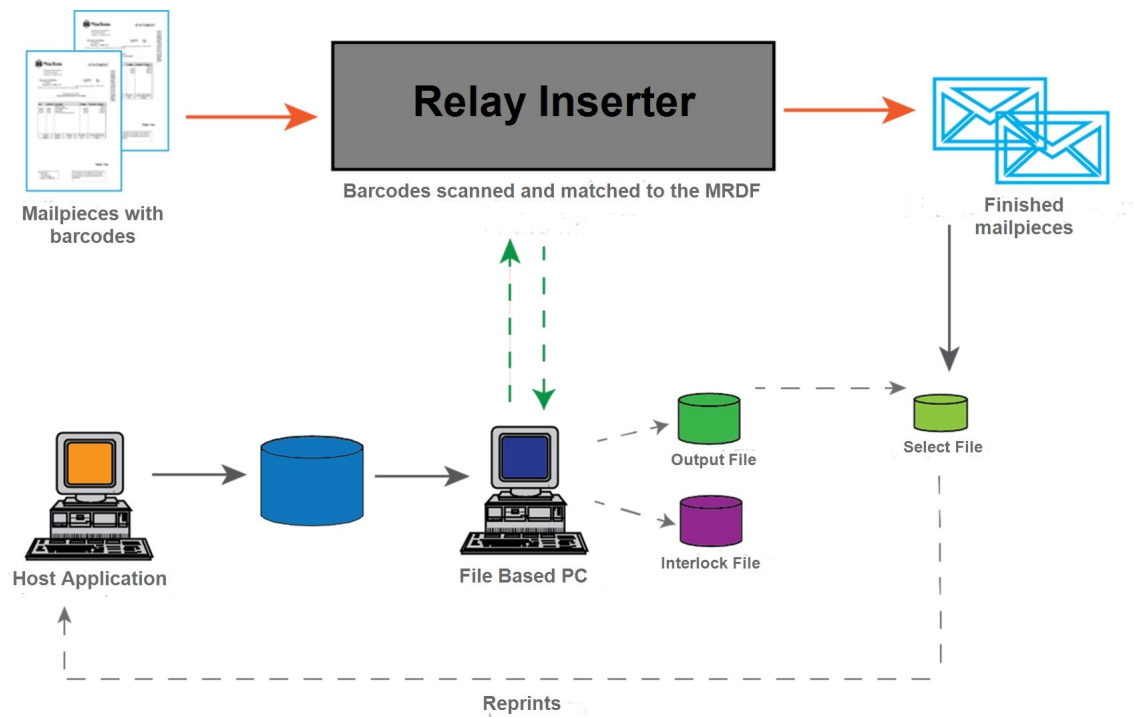 Relay Inserter
Barcodes scanned and matched to the MRDF
Mailpieces with
barcodes
Finished
mailpieces
Output File
Select File
Interlock File
Host Application
File Based PC
Reprints